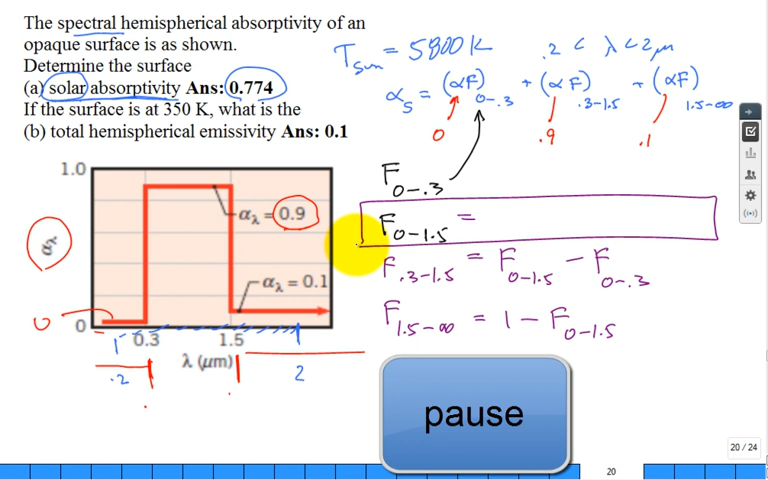 The spectral hemispherical absorptivity of an
opaque surface is as shown.
Determine the surface
(a) solar absorptivity Ans: 0.774
If the surface is at 350 K, what is the
(b) total hemispherical emissivity Ans: 0.1
T_sun = 5800K .2 < λ < 2μm
α_s = (αF)_0-.3 + (αF)_.3-1.5 + (αF)_1.5-∞
0 .9 .1
F_0-.3
F_0-1.5 =
F_.3-1.5 = F_0-1.5 - F_0-.3
F_1.5-∞ = 1 - F_0-1.5
1.0
α_λ
α_λ = 0.9
α_λ = 0.1
0
0
0.3 1.5
λ (μm)
.2 2
pause
20 / 24
20